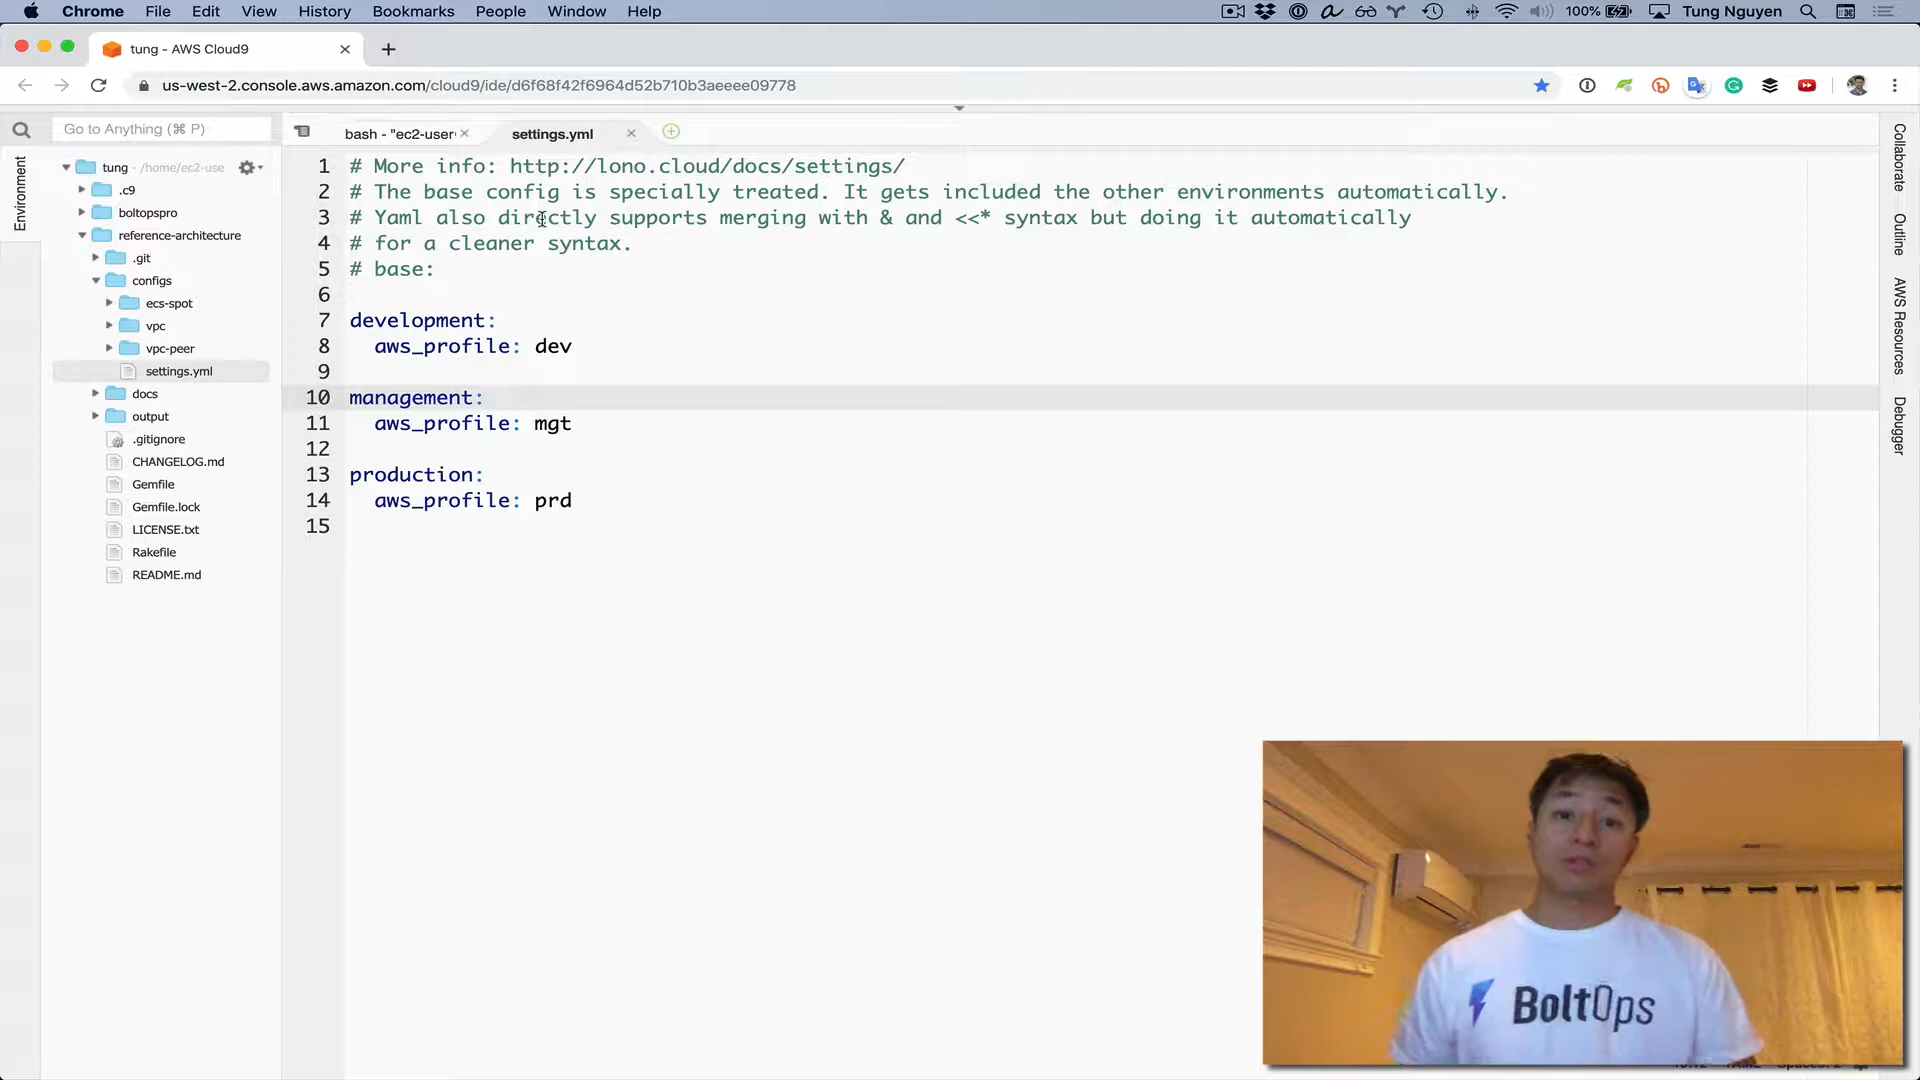 Chrome File Edit View History Bookmarks People Window Help 100% Tung Nguyen
tung - AWS Cloud9
us-west-2.console.aws.amazon.com/cloud9/ide/d6f68f42f6964d52b710b3aeeee09778
Go to Anything (⌘ P)
bash - "ec2-user
settings.yml
Environment
tung - /home/ec2-use
.c9
boltopspro
reference-architecture
.git
configs
ecs-spot
vpc
vpc-peer
settings.yml
docs
output
.gitignore
CHANGELOG.md
Gemfile
Gemfile.lock
LICENSE.txt
Rakefile
README.md
1 # More info: http://lono.cloud/docs/settings/
2 # The base config is specially treated. It gets included the other environments automatically.
3 # Yaml also directly supports merging with & and <<* syntax but doing it automatically
4 # for a cleaner syntax.
5 # base:
6
7 development:
8 aws_profile: dev
9
10 management:
11 aws_profile: mgt
12
13 production:
14 aws_profile: prd
15
Collaborate
Outline
AWS Resources
Debugger
BoltOps